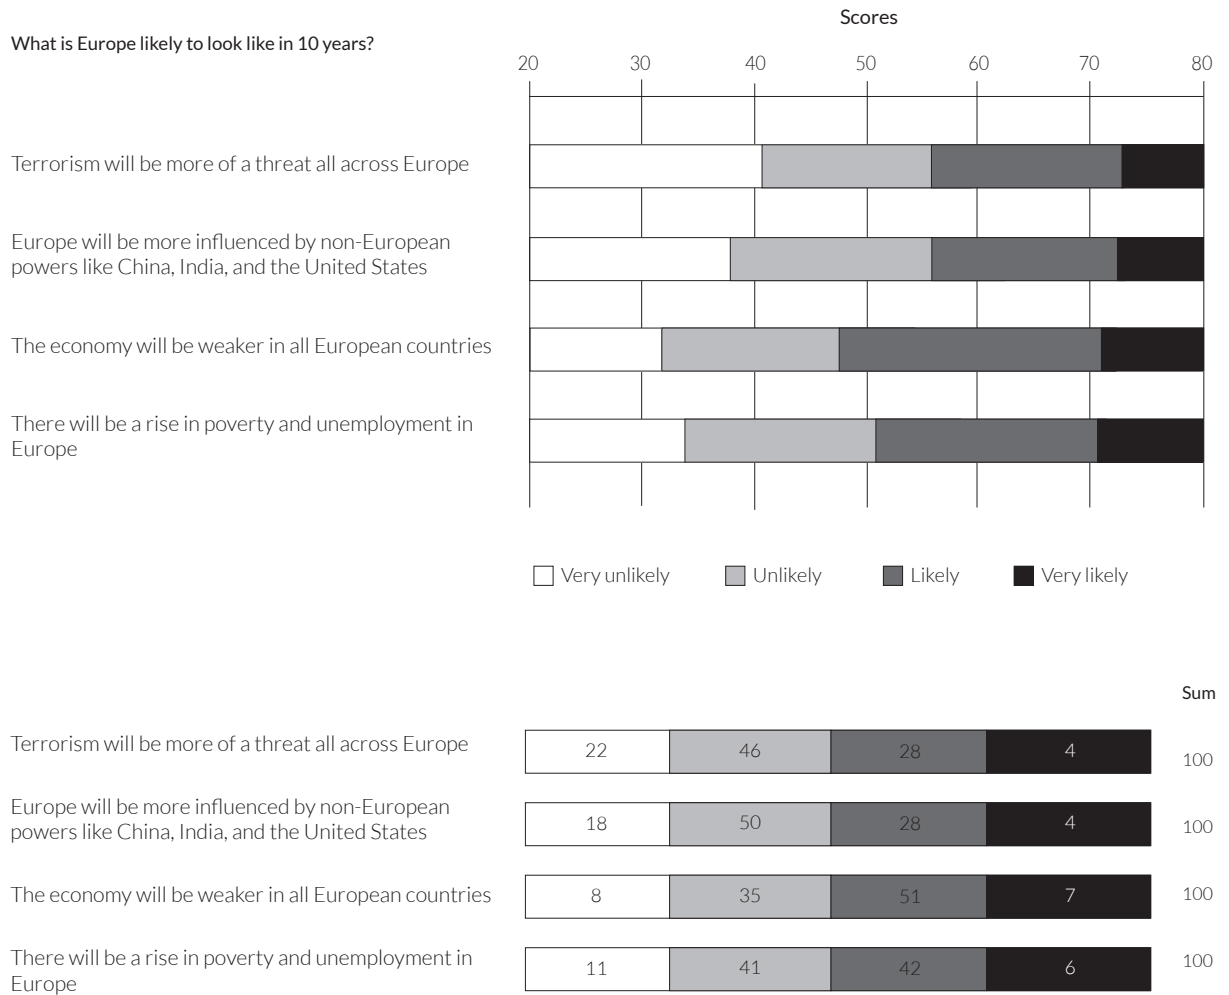 Scores
What is Europe likely to look like in 10 years?
20 30 40 50 60 70 80
Terrorism will be more of a threat all across Europe
Europe will be more influenced by non-European
powers like China, India, and the United States
The economy will be weaker in all European countries
There will be a rise in poverty and unemployment in
Europe
Very unlikely Unlikely Likely Very likely
Sum
Terrorism will be more of a threat all across Europe 22 46 28 4 100
Europe will be more influenced by non-European
powers like China, India, and the United States 18 50 28 4 100
The economy will be weaker in all European countries 8 35 51 7 100
There will be a rise in poverty and unemployment in
Europe 11 41 42 6 100